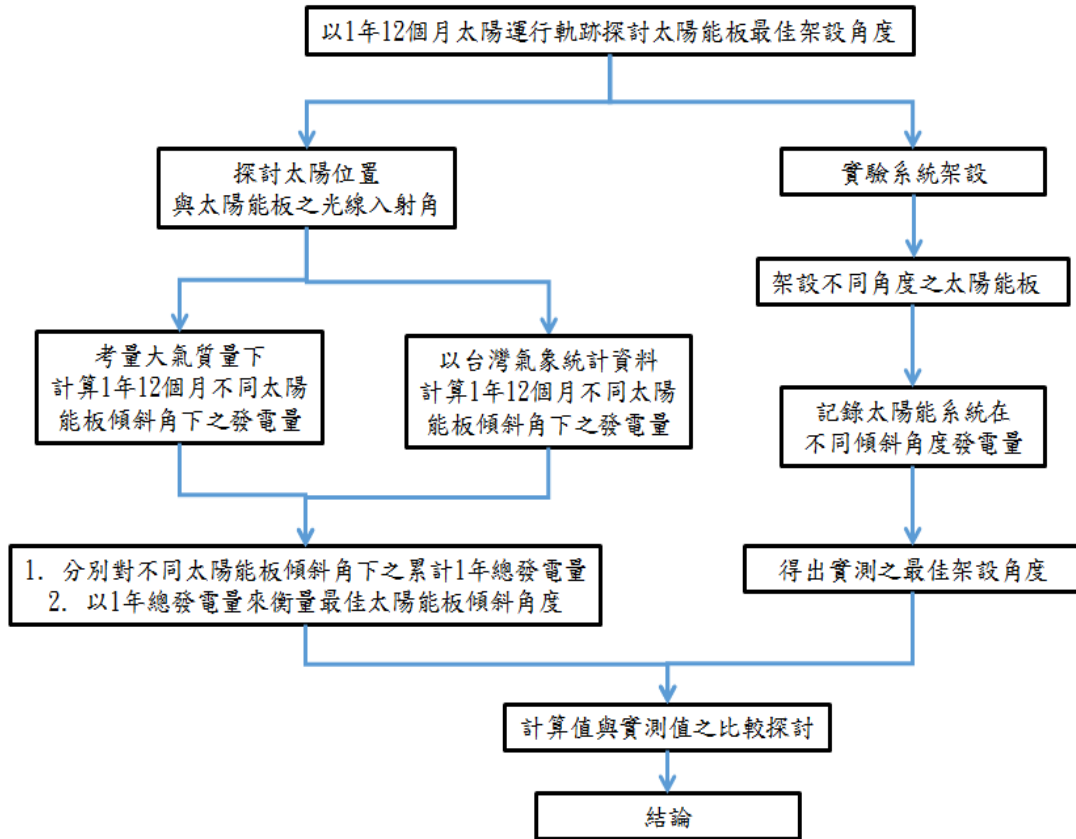 以1年12個月太陽運行軌跡探討太陽能板最佳架設角度
探討太陽位置
與太陽能板之光線入射角
實驗系統架設
架設不同角度之太陽能板
考量大氣質量下
計算1年12個月不同太陽
能板傾斜角下之發電量
以台灣氣象統計資料
計算1年12個月不同太陽
能板傾斜角下之發電量
記錄太陽能系統在
不同傾斜角度發電量
1. 分別對不同太陽能板傾斜角下之累計1年總發電量
2. 以1年總發電量來衡量最佳太陽能板傾斜角度
得出實測之最佳架設角度
計算值與實測值之比較探討
結論